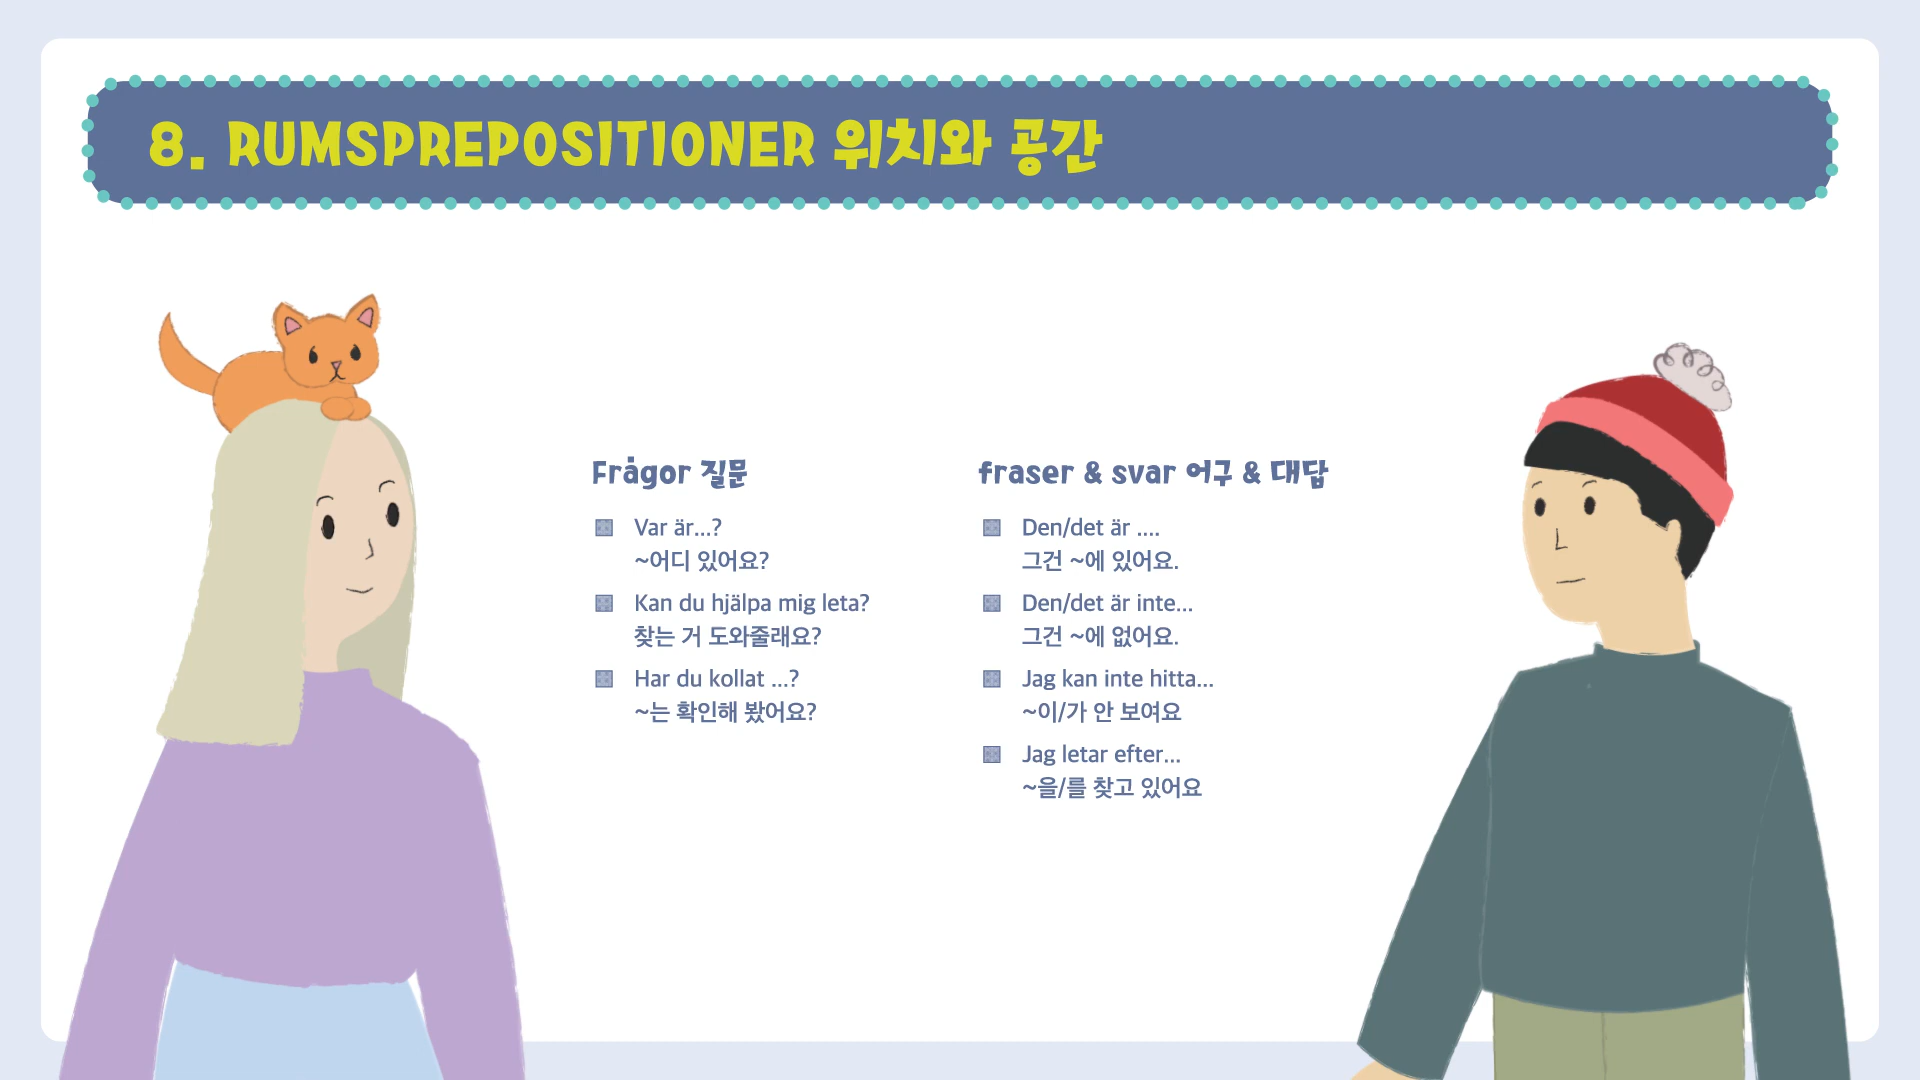 8. RUMSPREPOSITIONER 위치와 공간
Frågor 질문
Var är...?
~어디 있어요?
Kan du hjälpa mig leta?
찾는 거 도와줄래요?
Har du kollat ...?
~는 확인해 봤어요?
fraser & svar 어구 & 대답
Den/det är ....
그건 ~에 있어요.
Den/det är inte...
그건 ~에 없어요.
Jag kan inte hitta...
~이/가 안 보여요
Jag letar efter...
~을/를 찾고 있어요